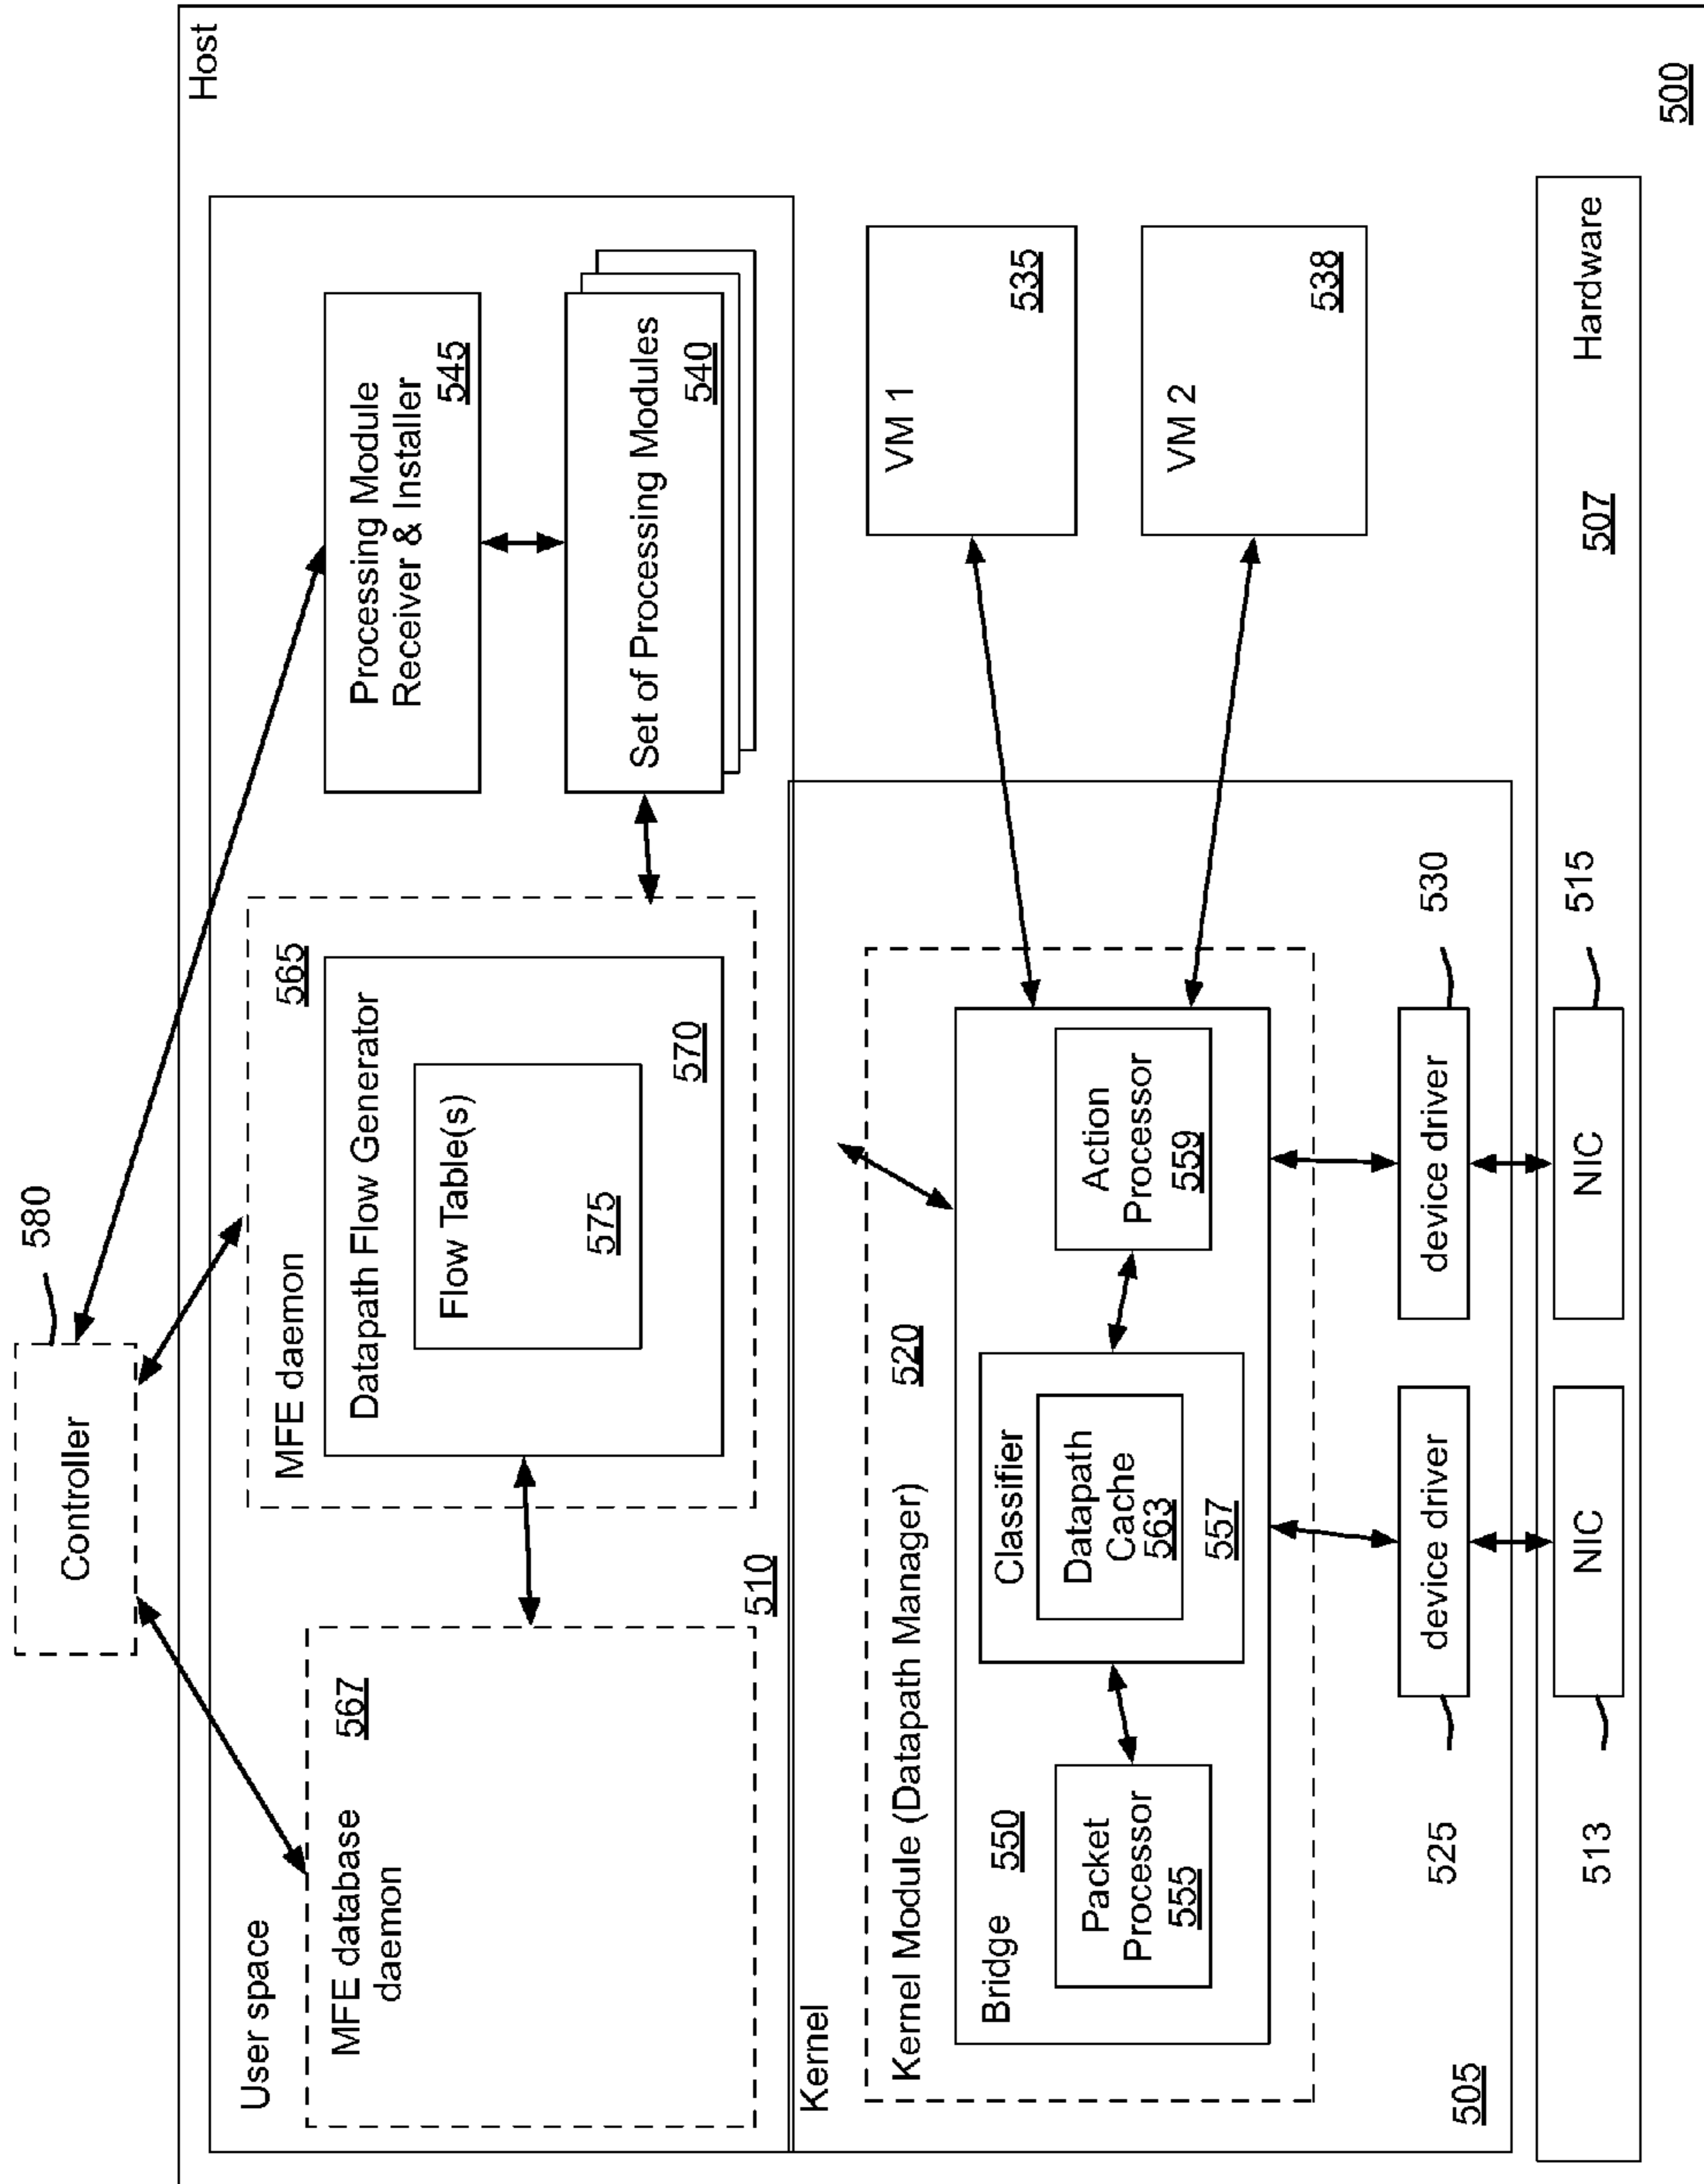 580
Controller
Host
User space
MFE database
daemon
567
510
MFE daemon
565
Datapath Flow Generator
Flow Table(s)
575
570
Processing Module
Receiver & Installer
545
Set of Processing Modules
540
Kernel
Kernel Module (Datapath Manager)
520
Bridge
550
Packet
Processor
555
Classifier
Datapath
Cache
563
557
Action
Processor
559
VM 1
535
VM 2
538
525
device driver
device driver
530
505
513
NIC
NIC
515
507
Hardware
500